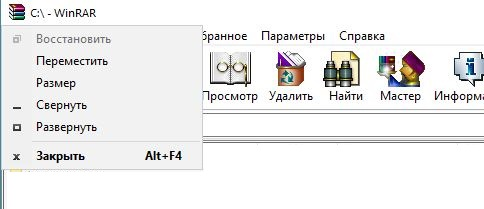 C:\ - WinRAR
Восстановить
Переместить
Размер
Свернуть
Развернуть
Закрыть Alt+F4
бранное Параметры Справка
Просмотр Удалить Найти Мастер Информа